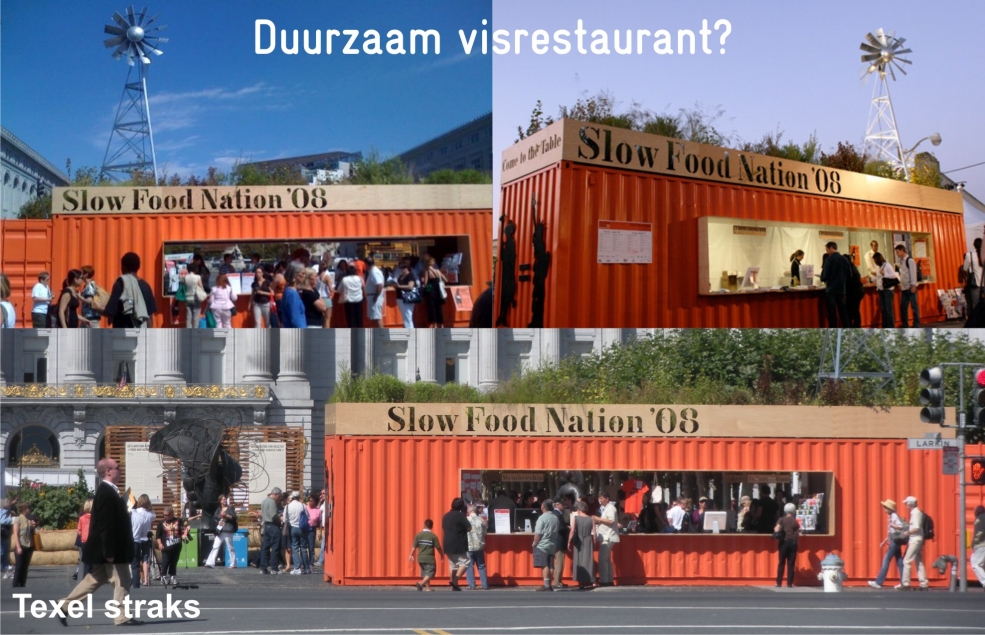 Duurzaam visrestaurant?
Slow Food Nation '08
Come to the Table
Slow Food Nation '08
Slow Food Nation '08
LARKIN
Texel straks